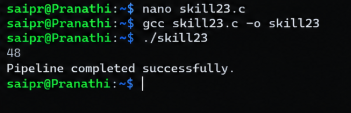 saipr@Pranathi:~$ nano skill23.c
saipr@Pranathi:~$ gcc skill23.c -o skill23
saipr@Pranathi:~$ ./skill23
48
Pipeline completed successfully.
saipr@Pranathi:~$